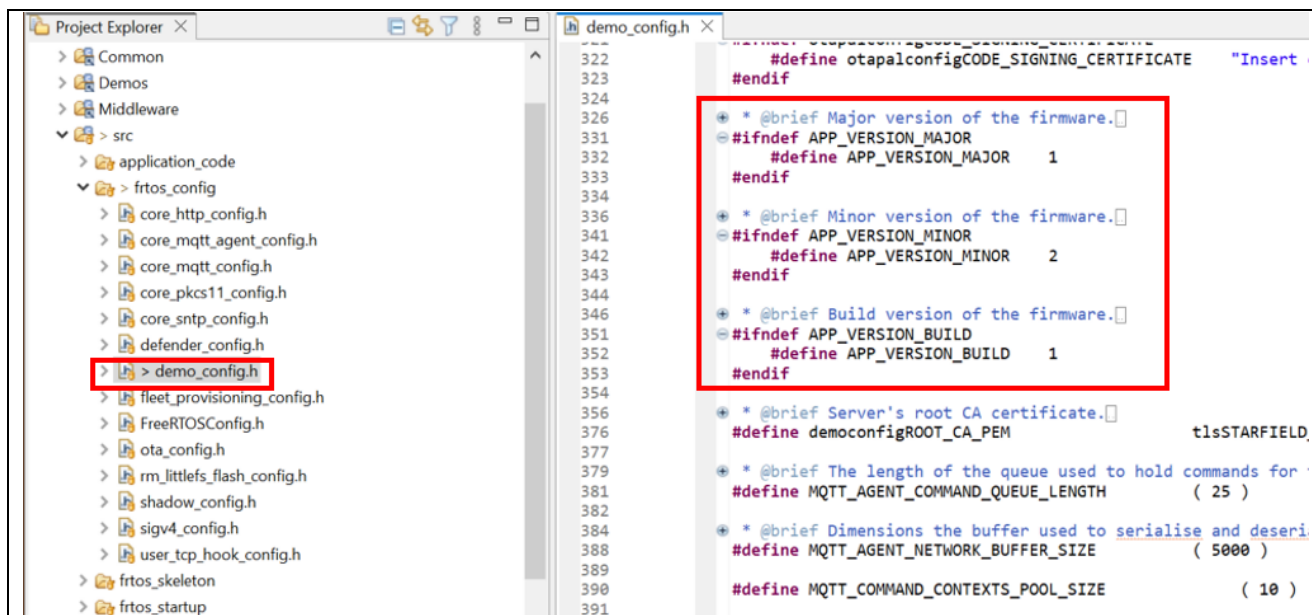 Project Explorer
Common
Demos
Middleware
> src
application_code
> frtos_config
core_http_config.h
core_mqtt_agent_config.h
core_mqtt_config.h
core_pkcs11_config.h
core_sntp_config.h
defender_config.h
> demo_config.h
fleet_provisioning_config.h
FreeRTOSConfig.h
ota_config.h
rm_littlefs_flash_config.h
shadow_config.h
sigv4_config.h
user_tcp_hook_config.h
frtos_skeleton
frtos_startup
demo_config.h
321 #ifndef otapalconfigCODE_SIGNING_CERTIFICATE
322 #define otapalconfigCODE_SIGNING_CERTIFICATE "Insert
323 #endif
324
326 * @brief Major version of the firmware.
331 #ifndef APP_VERSION_MAJOR
332 #define APP_VERSION_MAJOR 1
333 #endif
334
336 * @brief Minor version of the firmware.
341 #ifndef APP_VERSION_MINOR
342 #define APP_VERSION_MINOR 2
343 #endif
344
346 * @brief Build version of the firmware.
351 #ifndef APP_VERSION_BUILD
352 #define APP_VERSION_BUILD 1
353 #endif
354
356 * @brief Server's root CA certificate.
376 #define democonfigROOT_CA_PEM tlsSTARFIELD_
377
379 * @brief The length of the queue used to hold commands for
381 #define MQTT_AGENT_COMMAND_QUEUE_LENGTH ( 25 )
382
384 * @brief Dimensions the buffer used to serialise and deseria
388 #define MQTT_AGENT_NETWORK_BUFFER_SIZE ( 5000 )
389
390 #define MQTT_COMMAND_CONTEXTS_POOL_SIZE ( 10 )
391